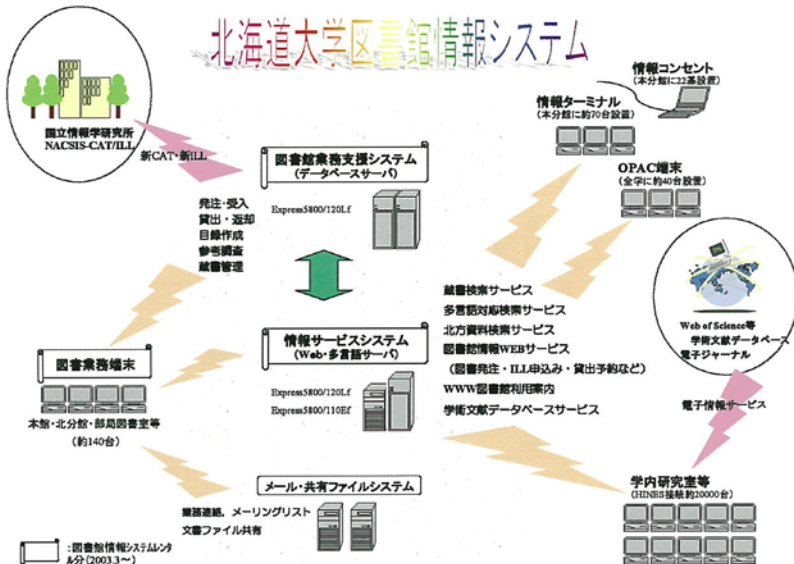 北海道大学図書館情報システム
国立情報学研究所
NACSIS-CAT/ILL
新CAT・新ILL
図書館業務支援システム
(データベースサーバ)
Express5800/120Lf
発注・受入
貸出・返却
目録作成
参考調査
蔵書管理
情報コンセント
(本分館に22基設置)
情報ターミナル
(本分館に約70台設置)
OPAC端末
(全学に約40台設置)
Web of Science等
学術文献データベース
電子ジャーナル
電子情報サービス
蔵書検索サービス
多言語対応検索サービス
北方資料検索サービス
図書館情報WEBサービス
(図書発注・ILL申込み・貸出予約など)
WWW図書館利用案内
学術文献データベースサービス
情報サービスシステム
(Web・多言語サーバ)
Express5800/120Lf
Express5800/110Ef
図書業務端末
本館・北分館・部局図書室等
(約140台)
メール・共有ファイルシステム
業務連絡，メーリングリスト
文書ファイル共有
学内研究室等
(HINES接続約20000台)
:図書館情報システムレンタ
ル分(2003.3～)